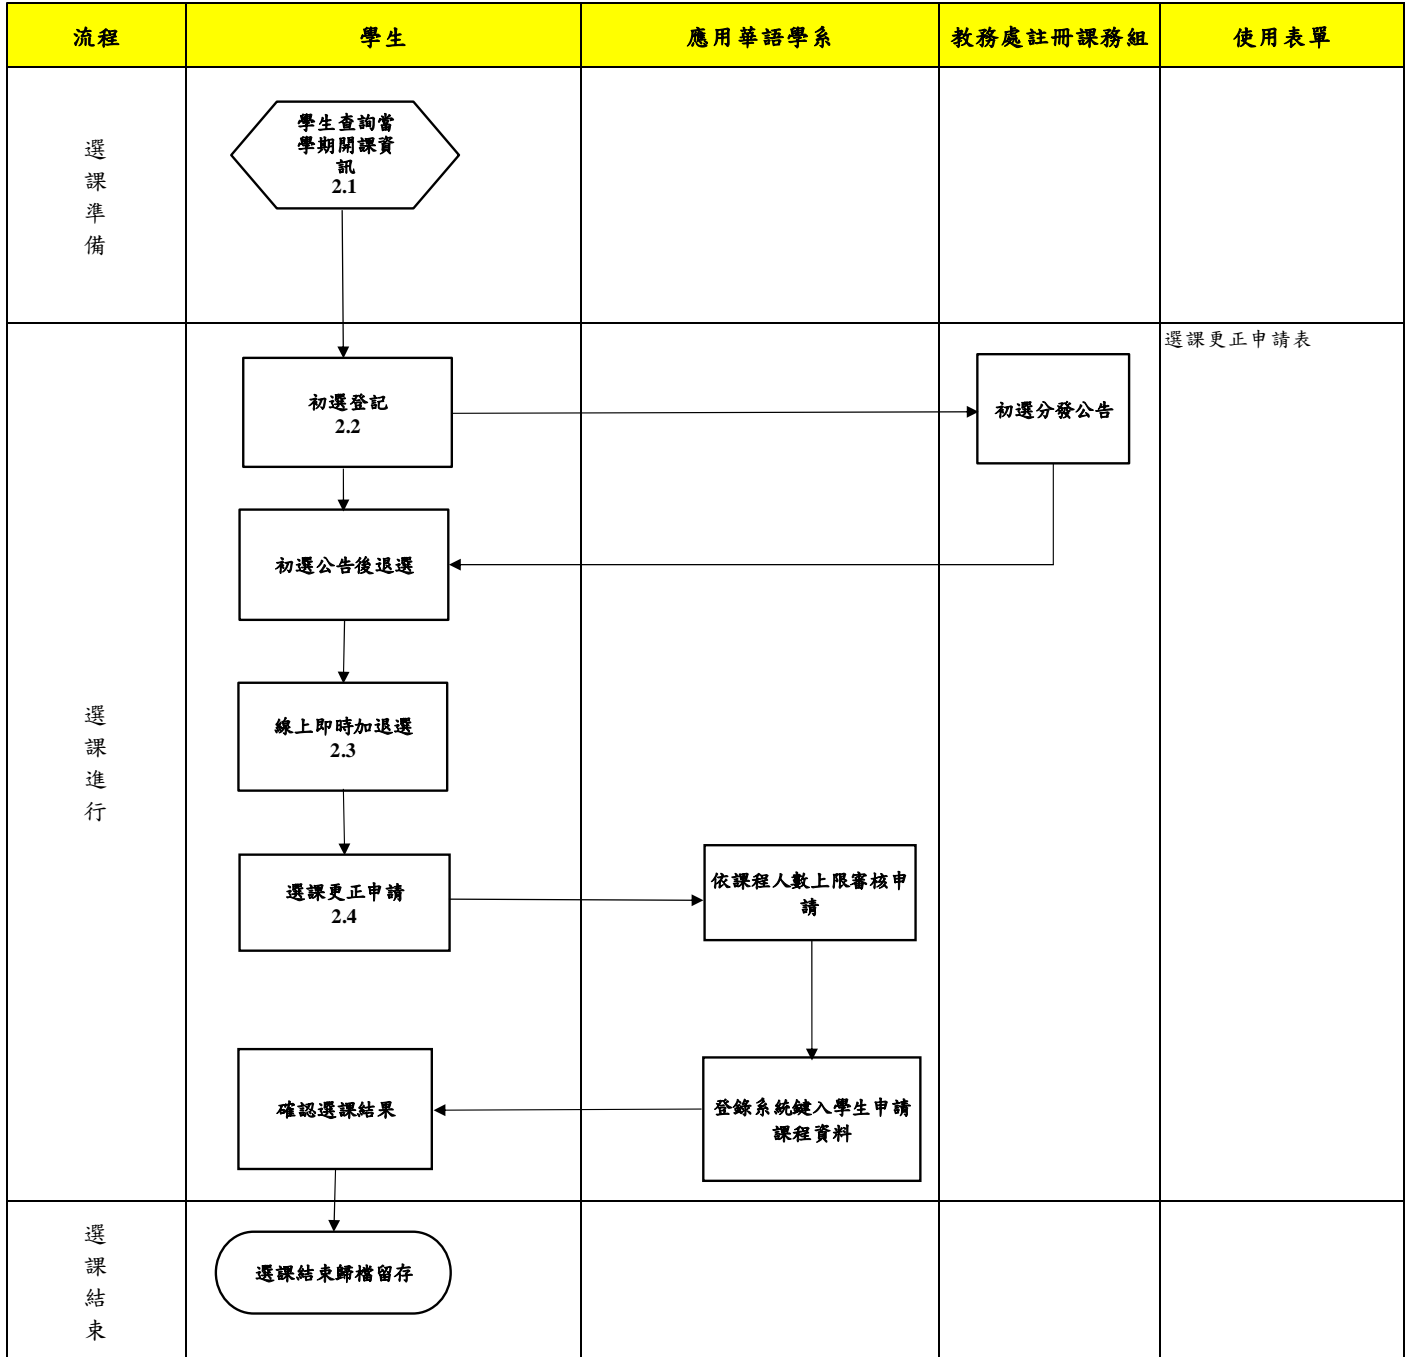 流程
學生
應用華語學系
教務處註冊課務組
使用表單
選
課
準
備
學生查詢當
學期開課資
訊
2.1
選
課
進
行
初選登記
2.2
初選分發公告
選課更正申請表
初選公告後退選
線上即時加退選
2.3
選課更正申請
2.4
依課程人數上限審核申
請
登錄系統鍵入學生申請
課程資料
確認選課結果
選
課
結
束
選課結束歸檔留存